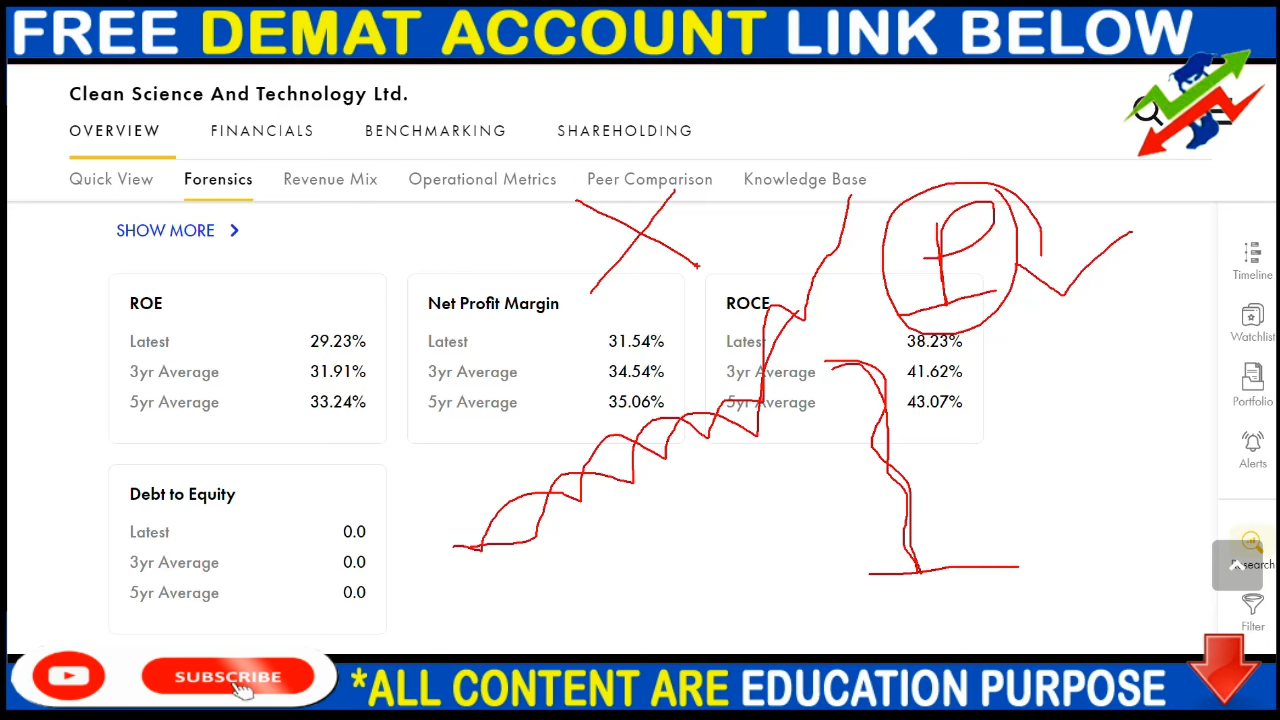 FREE DEMAT ACCOUNT LINK BELOW
Clean Science And Technology Ltd.
OVERVIEW FINANCIALS BENCHMARKING SHAREHOLDING
Quick View Forensics Revenue Mix Operational Metrics Peer Comparison Knowledge Base
SHOW MORE
P
ROE
Latest 29.23%
3yr Average 31.91%
5yr Average 33.24%
Net Profit Margin
Latest 31.54%
3yr Average 34.54%
5yr Average 35.06%
ROCE
Latest 38.23%
3yr Average 41.62%
5yr Average 43.07%
Debt to Equity
Latest 0.0
3yr Average 0.0
5yr Average 0.0
Timeline
Watchlist
Portfolio
Alerts
Research
Filter
SUBSCRIBE
*ALL CONTENT ARE EDUCATION PURPOSE